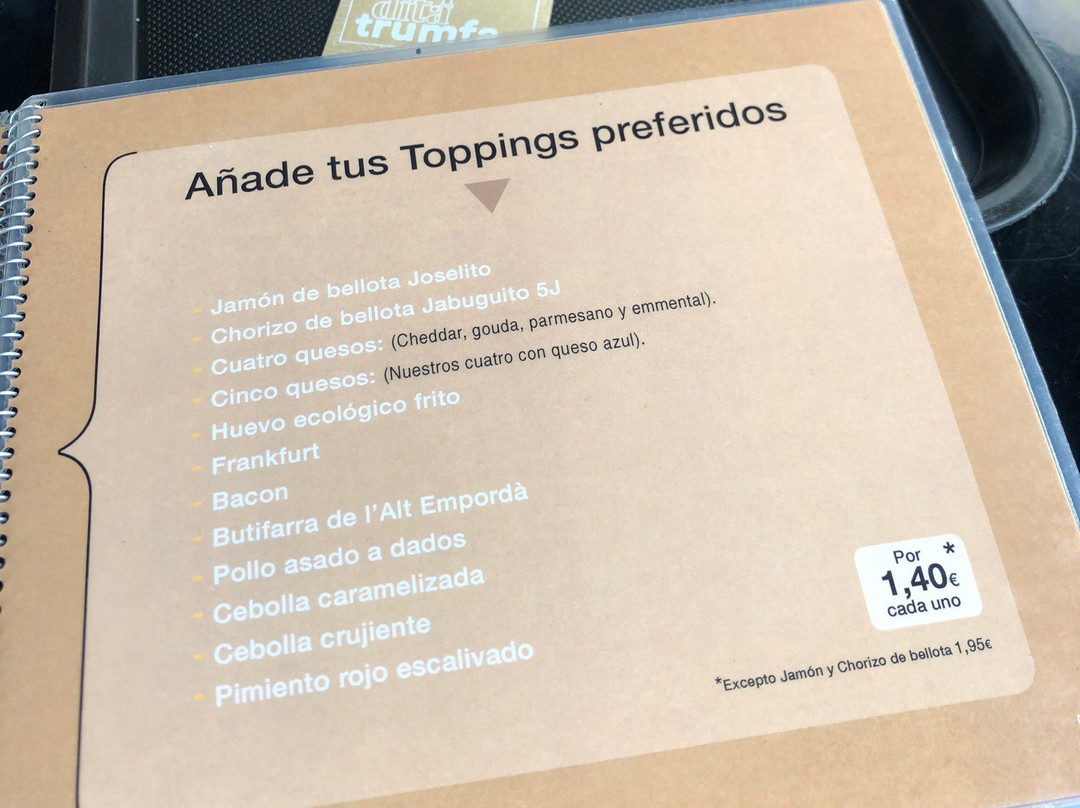 dita
trumfs
Añade tus Toppings preferidos
- Jamón de bellota Joselito
- Chorizo de bellota Jabuguito 5J
- Cuatro quesos: (Cheddar, gouda, parmesano y emmental).
- Cinco quesos: (Nuestros cuatro con queso azul).
- Huevo ecológico frito
- Frankfurt
- Bacon
- Butifarra de l'Alt Empordà
- Pollo asado a dados
- Cebolla caramelizada
- Cebolla crujiente
- Pimiento rojo escalivado
Por *
1,40€
cada uno
*Excepto Jamón y Chorizo de bellota 1,95€